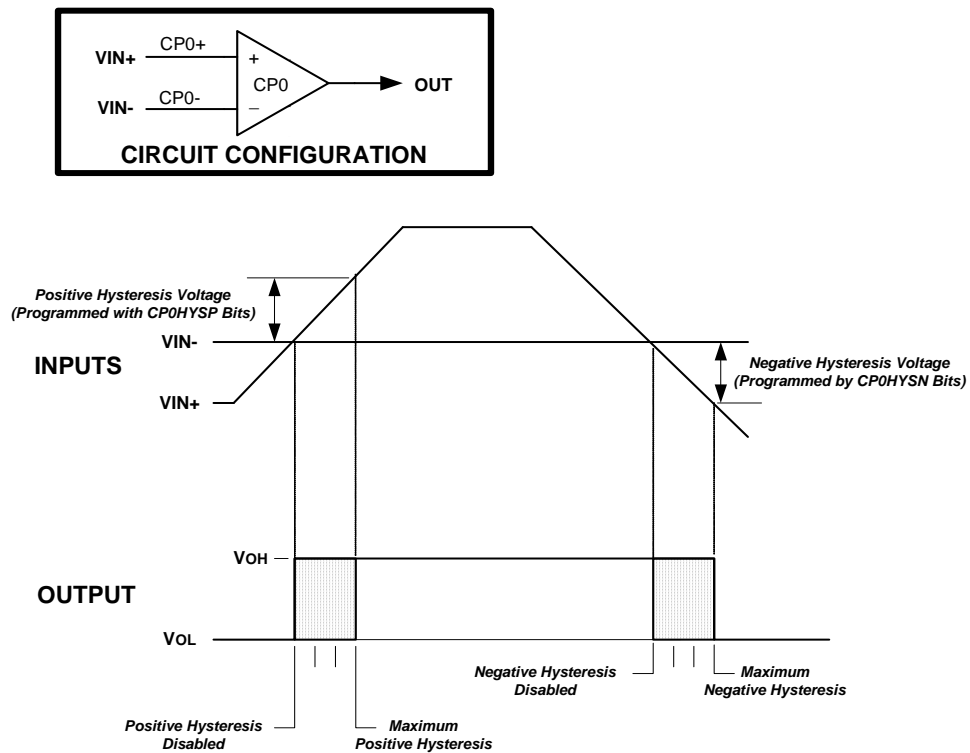 VIN+
CP0+
+
CP0
OUT
VIN-
CP0-
_
CIRCUIT CONFIGURATION
Positive Hysteresis Voltage
(Programmed with CP0HYSP Bits)
VIN-
INPUTS
VIN+
Negative Hysteresis Voltage
(Programmed by CP0HYSN Bits)
VOH
OUTPUT
VOL
Negative Hysteresis
Disabled
Maximum
Negative Hysteresis
Positive Hysteresis
Disabled
Maximum
Positive Hysteresis